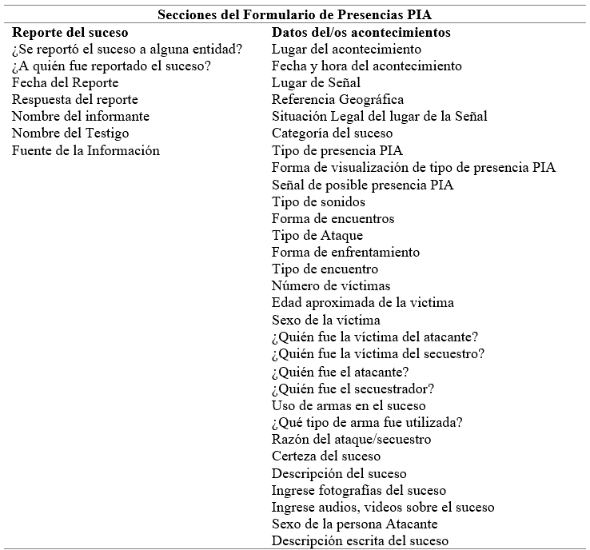 Secciones del Formulario de Presencias PIA
Reporte del suceso
¿Se reportó el suceso a alguna entidad?
¿A quién fue reportado el suceso?
Fecha del Reporte
Respuesta del reporte
Nombre del informante
Nombre del Testigo
Fuente de la Información
Datos del/os acontecimientos
Lugar del acontecimiento
Fecha y hora del acontecimiento
Lugar de Señal
Referencia Geográfica
Situación Legal del lugar de la Señal
Categoría del suceso
Tipo de presencia PIA
Forma de visualización de tipo de presencia PIA
Señal de posible presencia PIA
Tipo de sonidos
Forma de encuentros
Tipo de Ataque
Forma de enfrentamiento
Tipo de encuentro
Número de víctimas
Edad aproximada de la victima
Sexo de la víctima
¿Quién fue la víctima del atacante?
¿Quién fue la víctima del secuestro?
¿Quién fue el atacante?
¿Quién fue el secuestrador?
Uso de armas en el suceso
¿Qué tipo de arma fue utilizada?
Razón del ataque/secuestro
Certeza del suceso
Descripción del suceso
Ingrese fotografías del suceso
Ingrese audios, videos sobre el suceso
Sexo de la persona Atacante
Descripción escrita del suceso